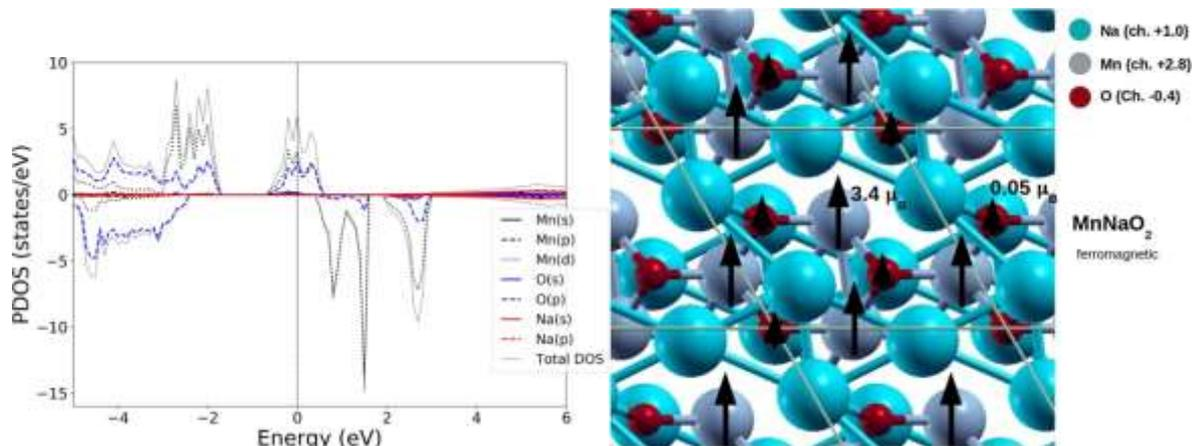 10
5
0
−5
−10
−15
PDOS (states/eV)
−4
−2
0
2
4
6
Energy (eV)
Mn(s)
Mn(p)
Mn(d)
O(s)
O(p)
Na(s)
Na(p)
Total DOS
3.4 μB
0.05 μB
Na (ch. +1.0)
Mn (ch. +2.8)
O (Ch. -0.4)
MnNaO2
ferromagnetic